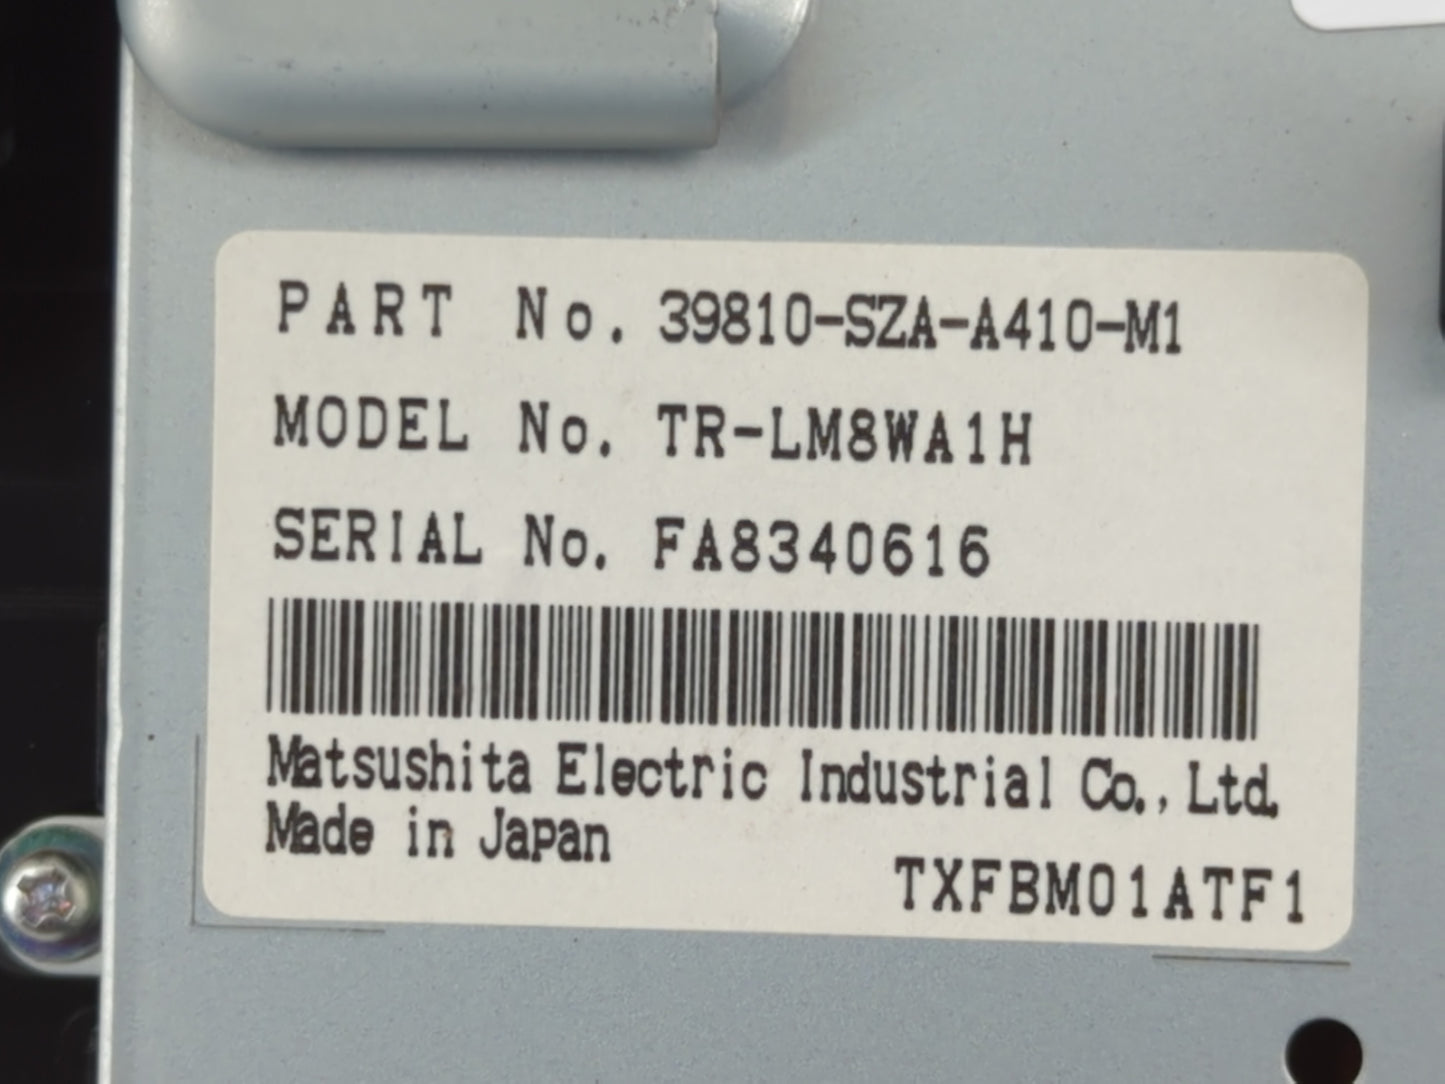 PART No. 39810-SZA-A410-M1
MODEL No. TR-LM8WA1H
SERIAL No. FA8340616
Matsushita Electric Industrial Co., Ltd.
Made in Japan
TXFBM01ATF1